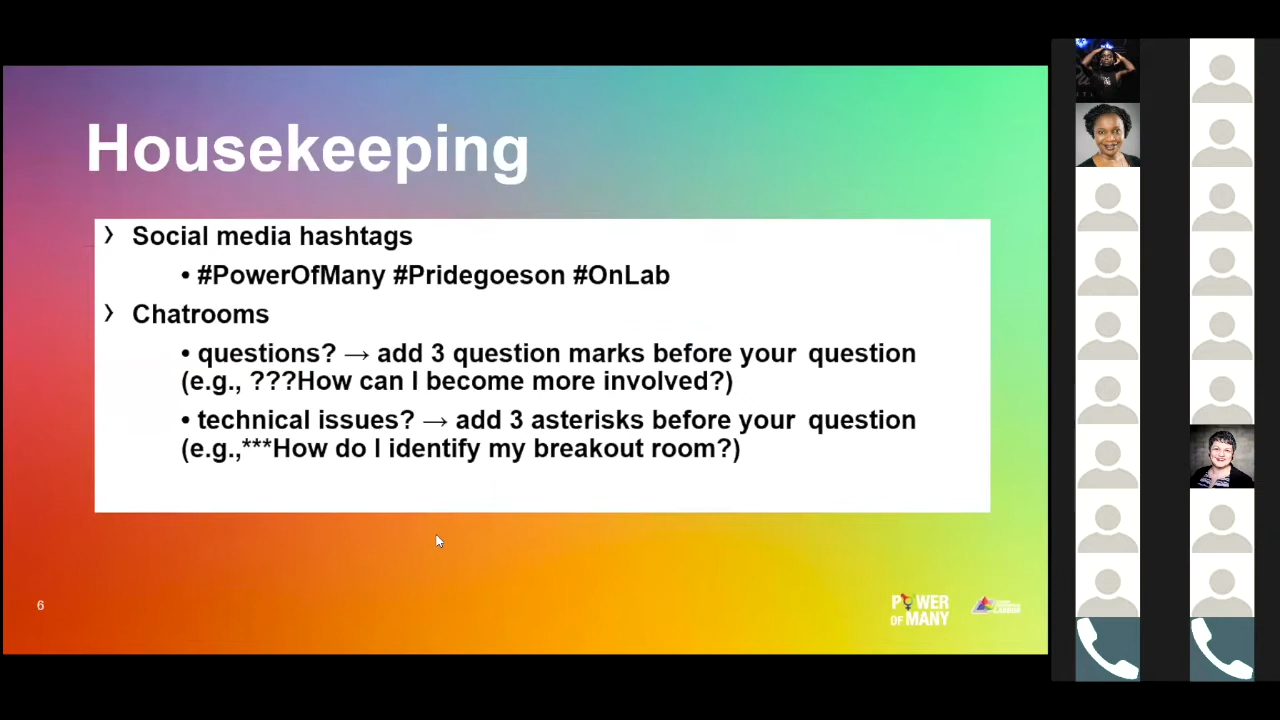 Housekeeping
〉 Social media hashtags
• #PowerOfMany #Pridegoeson #OnLab
〉 Chatrooms
• questions? → add 3 question marks before your question
(e.g., ???How can I become more involved?)
• technical issues? → add 3 asterisks before your question
(e.g.,***How do I identify my breakout room?)
6
POWER
OF MANY